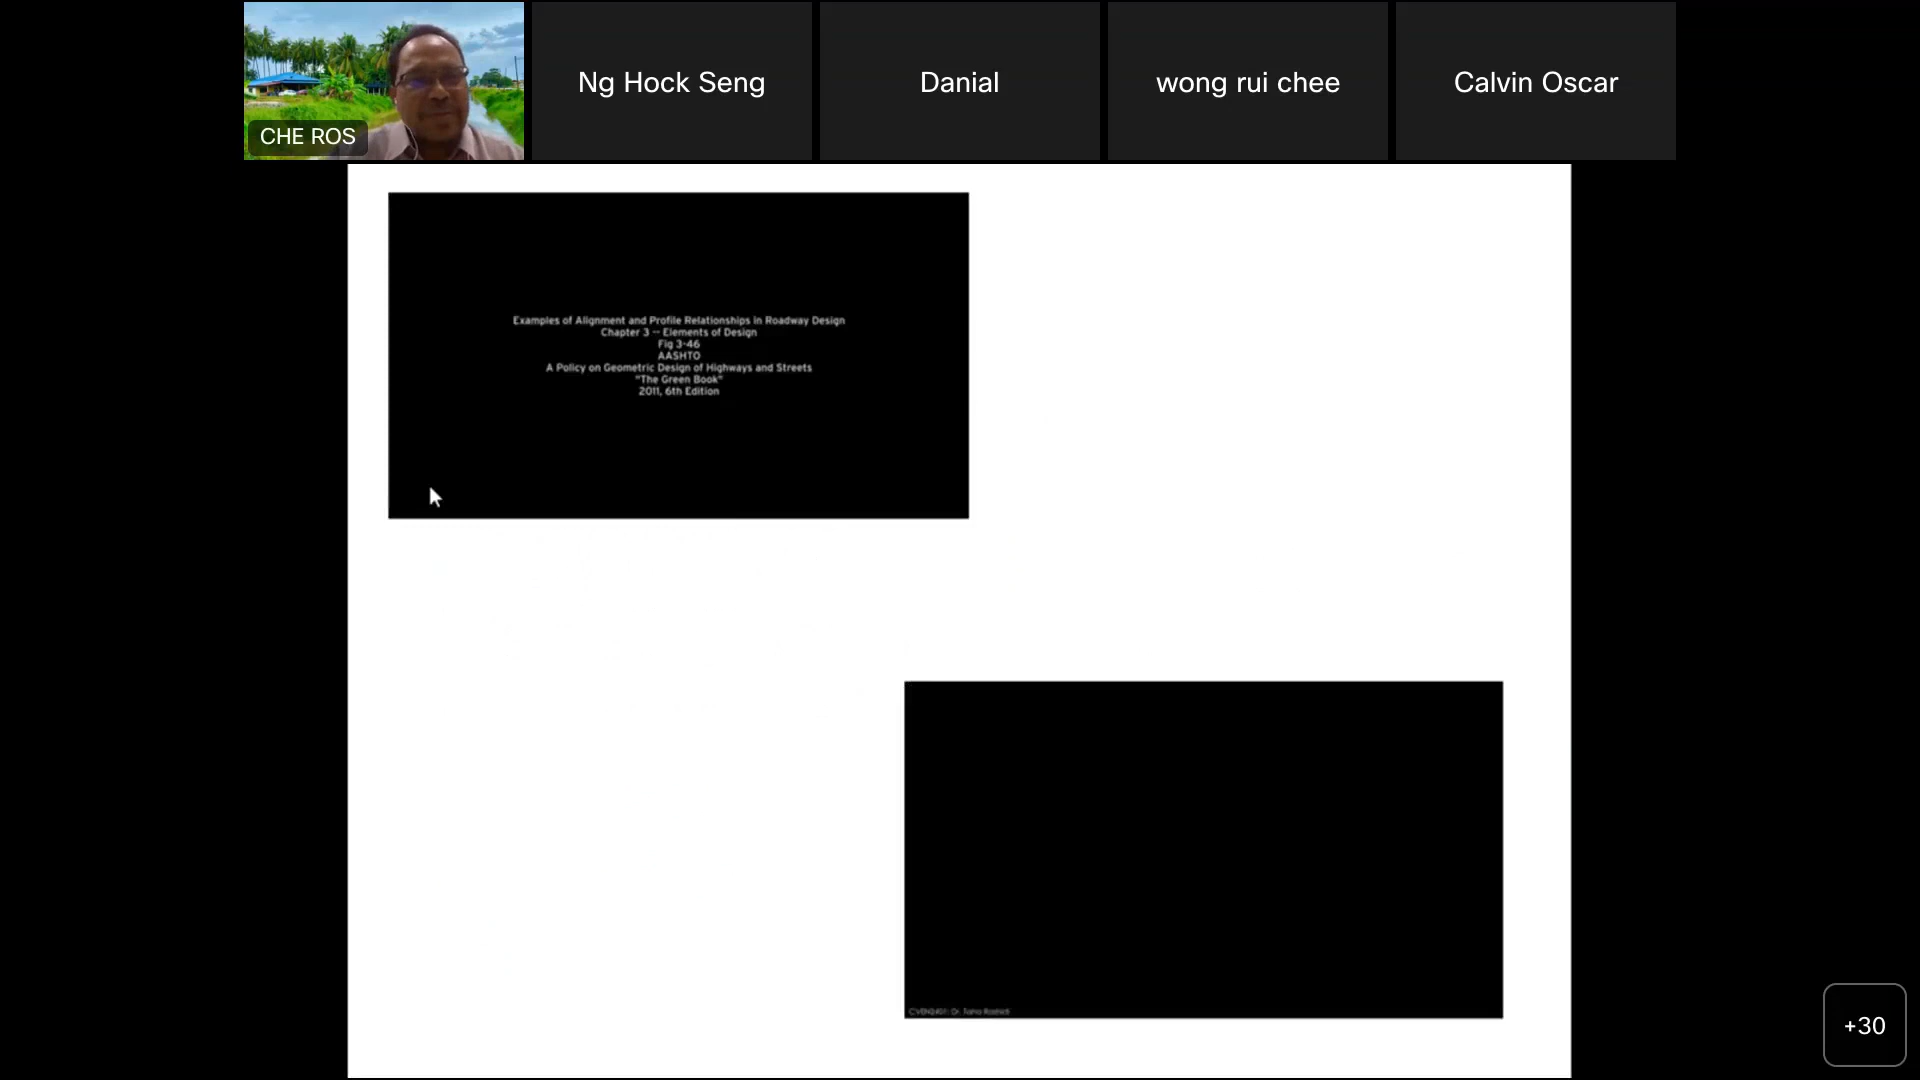 CHE ROS
Ng Hock Seng
Danial
wong rui chee
Calvin Oscar
Examples of Alignment and Profile Relationships in Roadway Design
Chapter 3 -- Elements of Design
Fig 3-46
AASHTO
A Policy on Geometric Design of Highways and Streets
"The Green Book"
2011, 6th Edition
+30